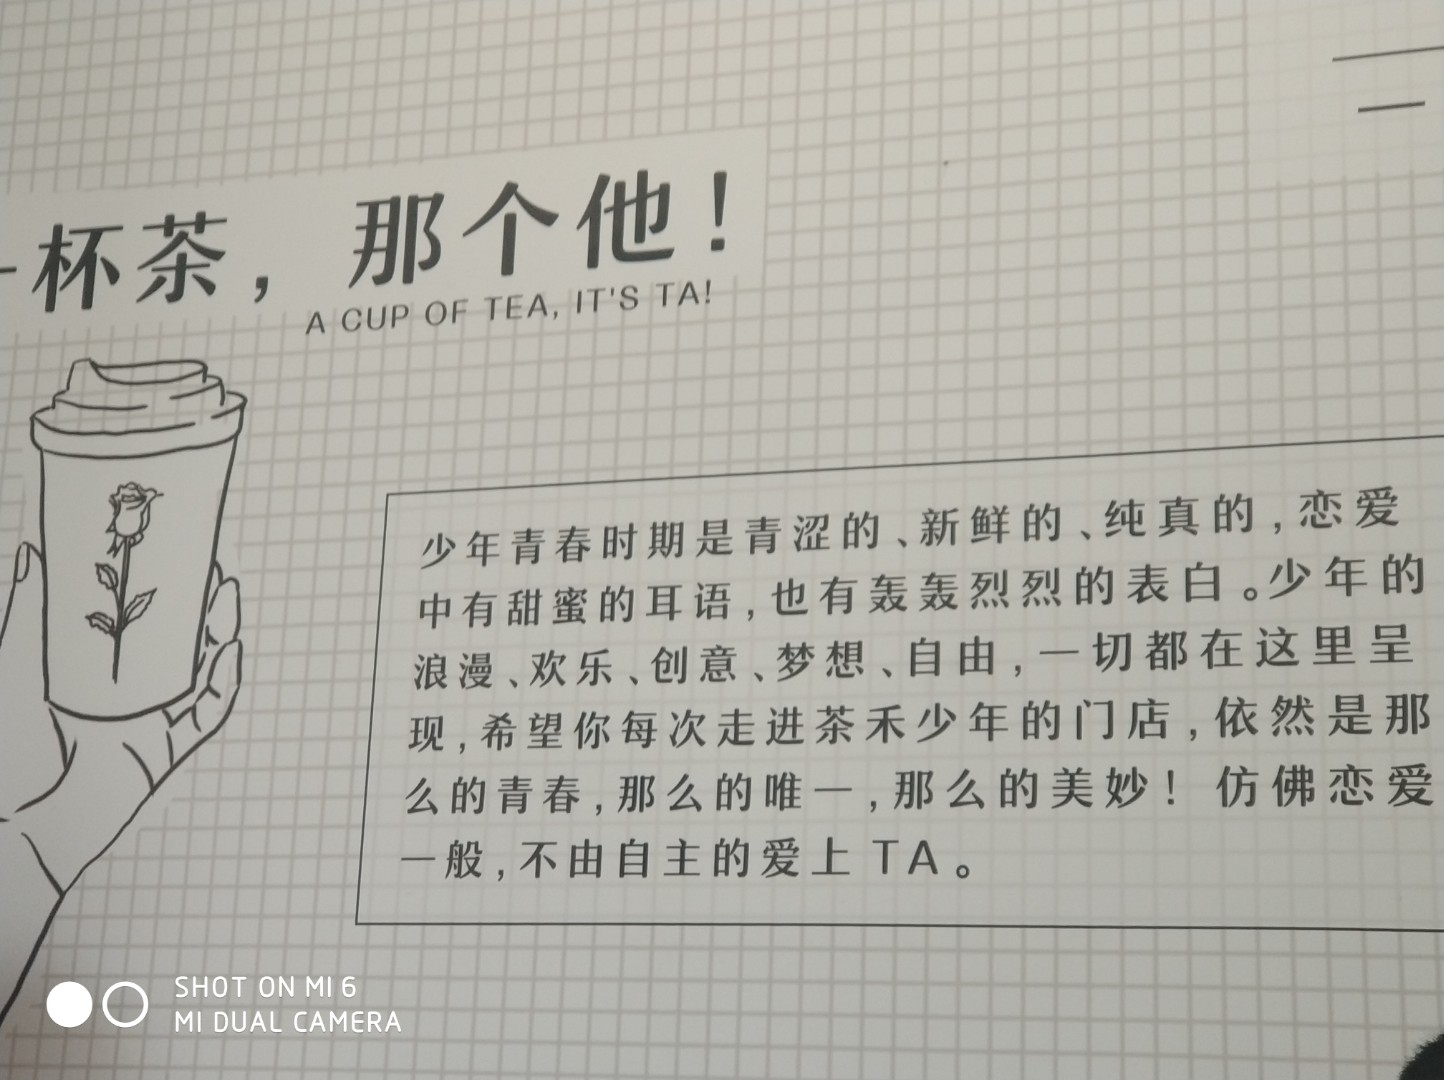 一杯茶，那个他！
A CUP OF TEA, IT'S TA!
少年青春时期是青涩的、新鲜的、纯真的,恋爱
中有甜蜜的耳语,也有轰轰烈烈的表白。少年的
浪漫、欢乐、创意、梦想、自由,一切都在这里呈
现,希望你每次走进茶禾少年的门店,依然是那
么的青春,那么的唯一,那么的美妙！仿佛恋爱
一般,不由自主的爱上TA。
SHOT ON MI 6
MI DUAL CAMERA